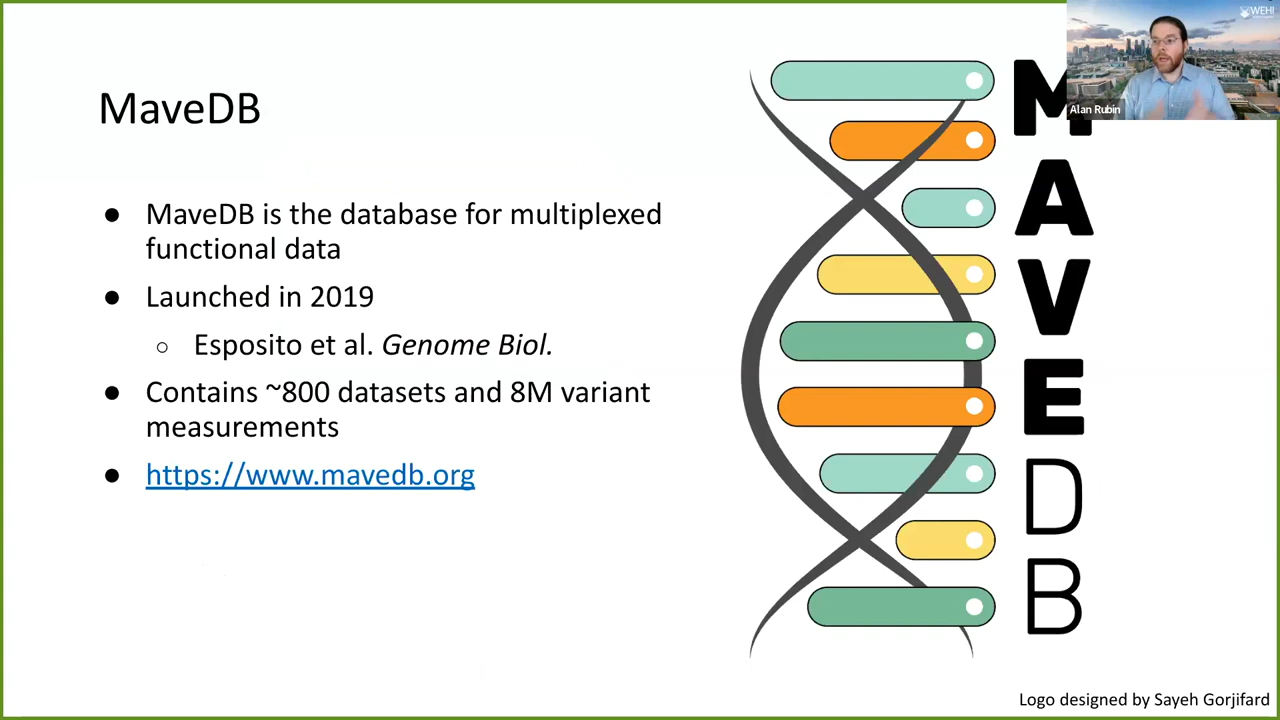 MaveDB
● MaveDB is the database for multiplexed
functional data
● Launched in 2019
○ Esposito et al. Genome Biol.
● Contains ~800 datasets and 8M variant
measurements
● https://www.mavedb.org
M
A
V
E
D
B
WEHI
Alan Rubin
Logo designed by Sayeh Gorjifard